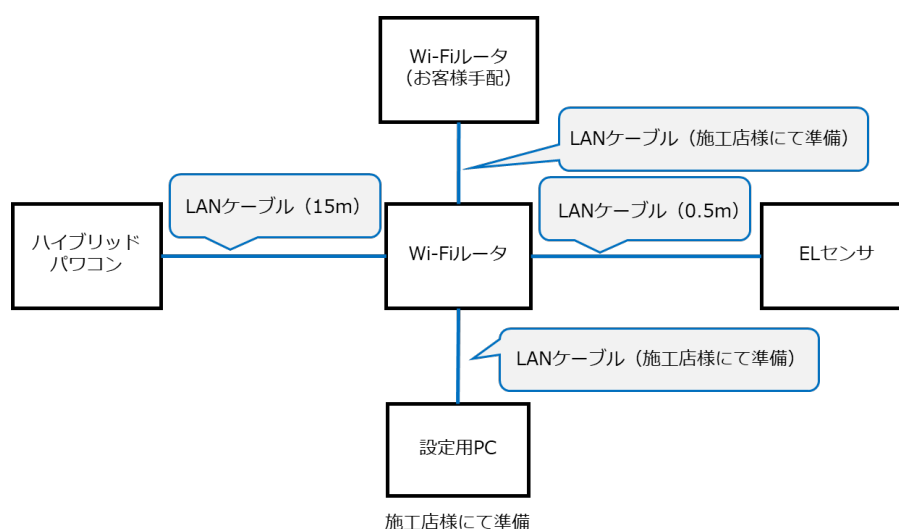 Wi-Fiルータ
（お客様手配）
LANケーブル（施工店様にて準備）
LANケーブル（15m）
LANケーブル（0.5m）
ハイブリッド
パワコン
Wi-Fiルータ
ELセンサ
LANケーブル（施工店様にて準備）
設定用PC
施工店様にて準備